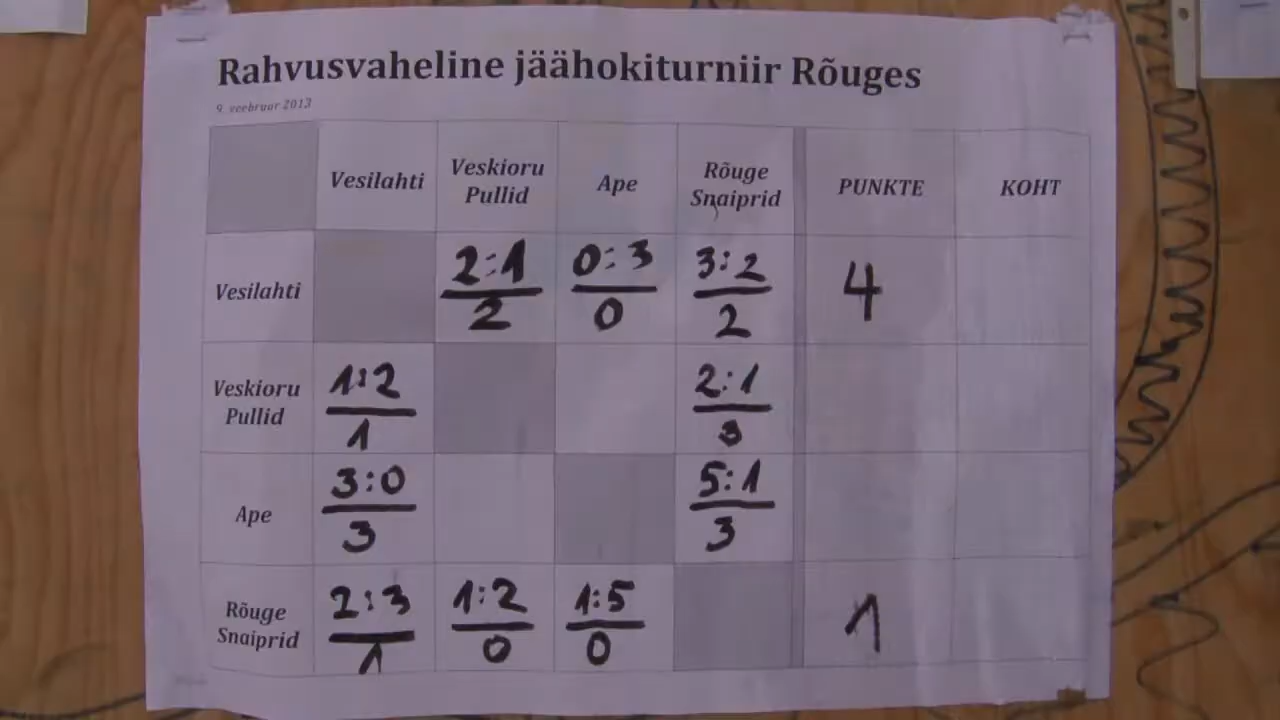 Rahvusvaheline jäähokiturniir Rõuges
9. veebruar 2013
Vesilahti
Veskioru
Pullid
Ape
Rõuge
Snaiprid
PUNKTE
KOHT
Vesilahti
2:1
2
0:3
0
3:2
2
4
Veskioru
Pullid
1:2
1
2:1
3
Ape
3:0
3
5:1
3
Rõuge
Snaiprid
2:3
1
1:2
0
1:5
0
1